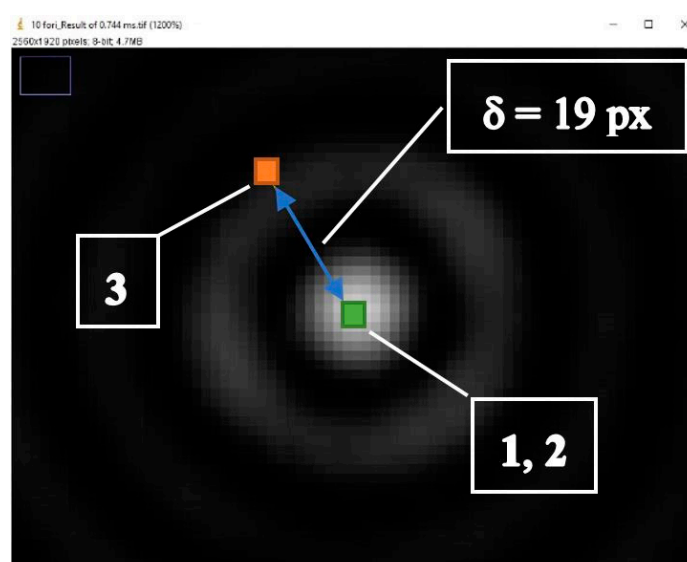 10 fori_Result of 0.744 ms.tif (1200%)
2560x1920 pixels; 8-bit; 4.7MB
δ = 19 px
3
1, 2